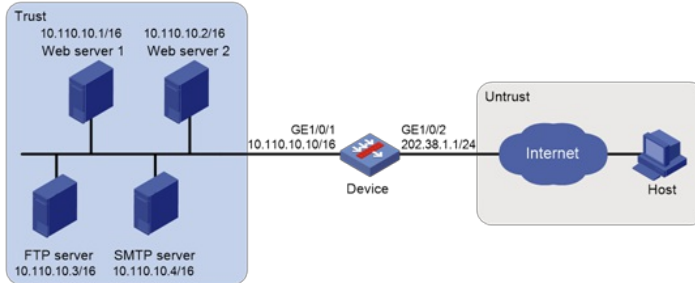 Trust
10.110.10.1/16
Web server 1
10.110.10.2/16
Web server 2
GE1/0/1
10.110.10.10/16
GE1/0/2
202.38.1.1/24
Device
Untrust
Internet
Host
FTP server
10.110.10.3/16
SMTP server
10.110.10.4/16